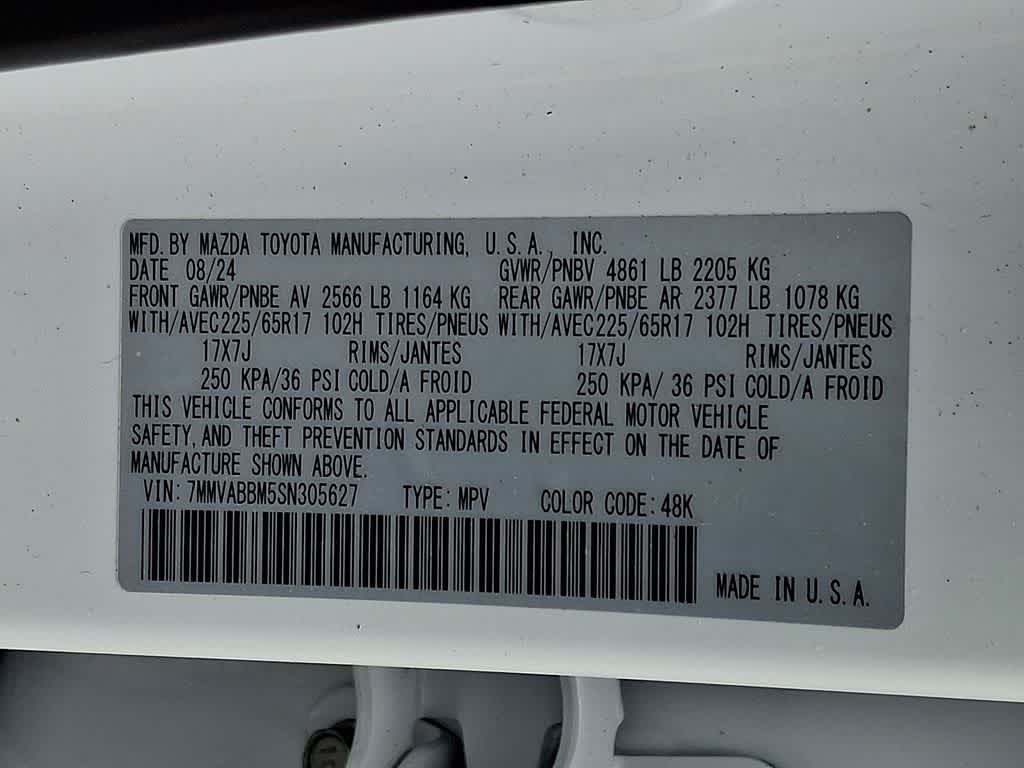 MFD. BY MAZDA TOYOTA MANUFACTURING, U.S.A., INC.
DATE 08/24 GVWR/PNBV 4861 LB 2205 KG
FRONT GAWR/PNBE AV 2566 LB 1164 KG REAR GAWR/PNBE AR 2377 LB 1078 KG
WITH/AVEC225/65R17 102H TIRES/PNEUS WITH/AVEC225/65R17 102H TIRES/PNEUS
17X7J RIMS/JANTES 17X7J RIMS/JANTES
250 KPA/36 PSI COLD/A FROID 250 KPA/ 36 PSI COLD/A FROID
THIS VEHICLE CONFORMS TO ALL APPLICABLE FEDERAL MOTOR VEHICLE
SAFETY, AND THEFT PREVENTION STANDARDS IN EFFECT ON THE DATE OF
MANUFACTURE SHOWN ABOVE.
VIN: 7MMVABBM5SN305627 TYPE: MPV COLOR CODE: 48K
MADE IN U.S.A.